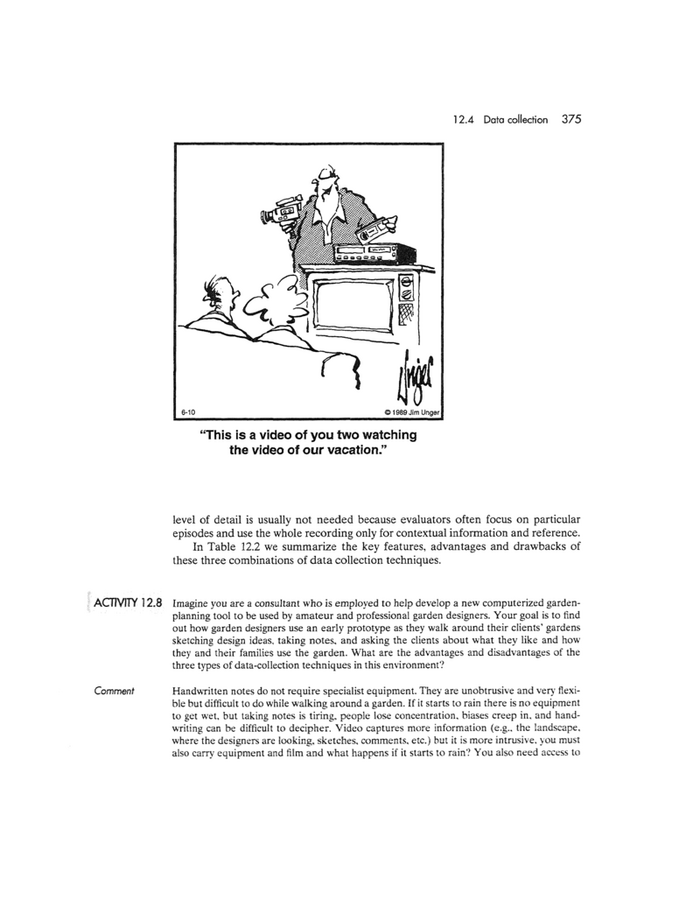 12.4 Data collection 375
Unger
6-10
© 1989 Jim Unger
"This is a video of you two watching
the video of our vacation."
level of detail is usually not needed because evaluators often focus on particular
episodes and use the whole recording only for contextual information and reference.
In Table 12.2 we summarize the key features, advantages and drawbacks of
these three combinations of data collection techniques.
ACTIVITY 12.8
Imagine you are a consultant who is employed to help develop a new computerized garden-
planning tool to be used by amateur and professional garden designers. Your goal is to find
out how garden designers use an early prototype as they walk around their clients' gardens
sketching design ideas, taking notes, and asking the clients about what they like and how
they and their families use the garden. What are the advantages and disadvantages of the
three types of data-collection techniques in this environment?
Comment
Handwritten notes do not require specialist equipment. They are unobtrusive and very flexi-
ble but difficult to do while walking around a garden. If it starts to rain there is no equipment
to get wet, but taking notes is tiring, people lose concentration, biases creep in, and hand-
writing can be difficult to decipher. Video captures more information (e.g., the landscape,
where the designers are looking, sketches, comments, etc.) but it is more intrusive, you must
also carry equipment and film and what happens if it starts to rain? You also need access to